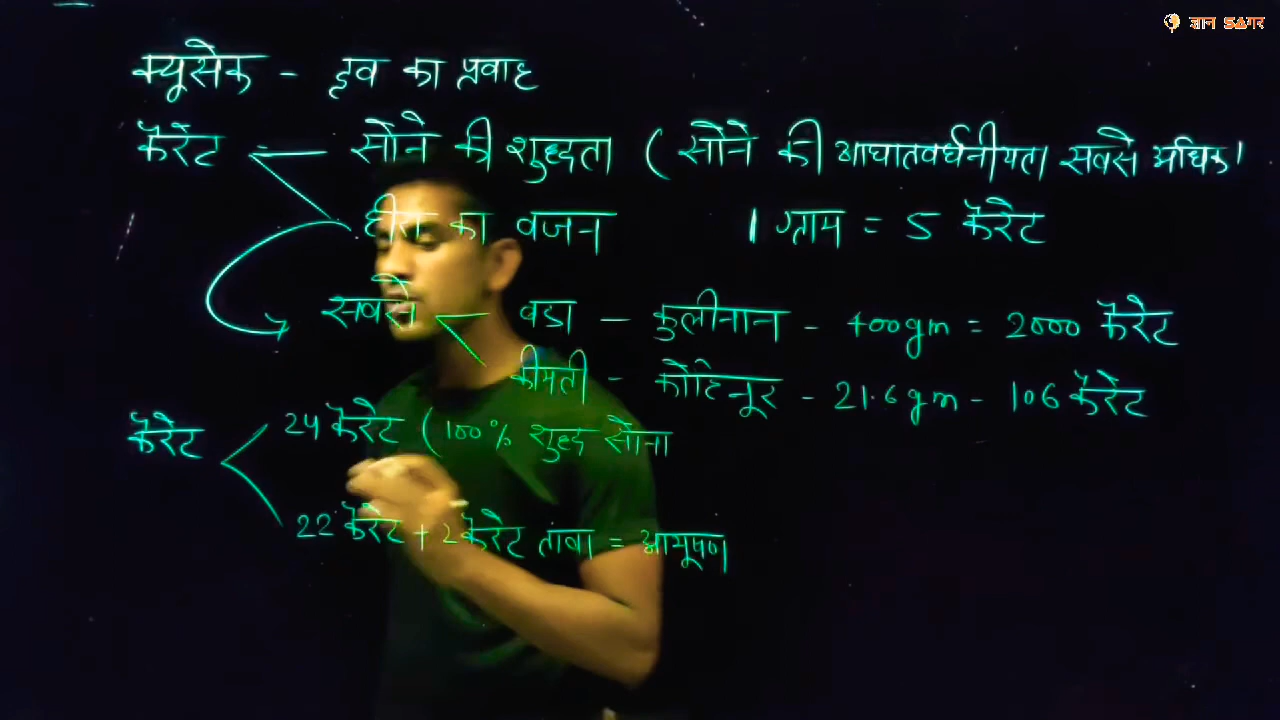 ज्ञान SAगर
क्यूसेक - द्रव का प्रवाह
कैरेट - सोने की शुद्धता ( सोने की आघातवर्धनीयता सबसे अधिक
हीरा का वजन 1 ग्राम = 5 कैरेट
सबसे बडा - कुलीनान - 400gm = 2000 कैरेट
कीमती - कोहिनूर - 21.6gm - 106 कैरेट
कैरेट 24 कैरेट ( 100% शुद्ध सोना
22 कैरेट + 2 कैरेट तांबा = आभूषण